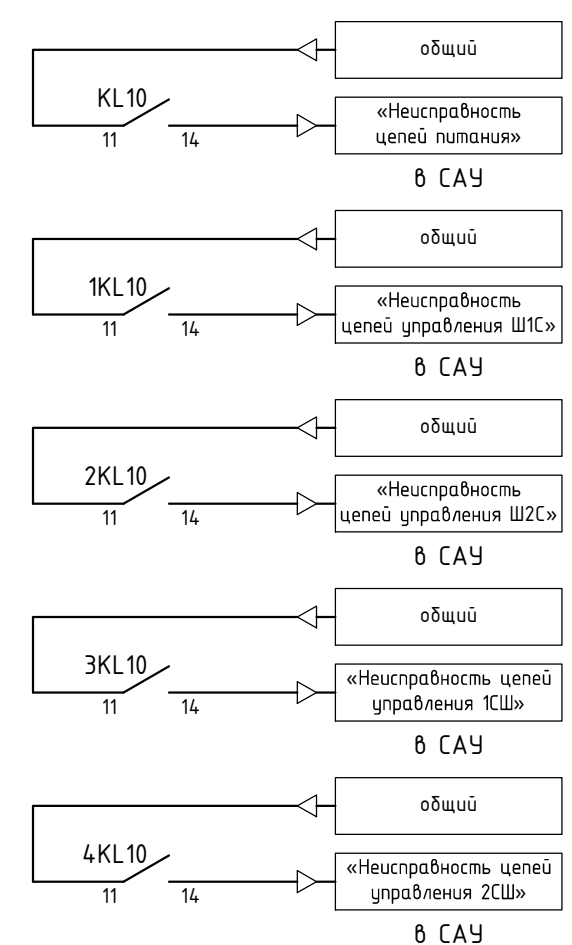 общий
KL10
11 14
«Неисправность
цепей питания»
в САУ
общий
1KL10
11 14
«Неисправность
цепей управления Ш1С»
в САУ
общий
2KL10
11 14
«Неисправность
цепей управления Ш2С»
в САУ
общий
3KL10
11 14
«Неисправность цепей
управления 1СШ»
в САУ
общий
4KL10
11 14
«Неисправность цепей
управления 2СШ»
в САУ